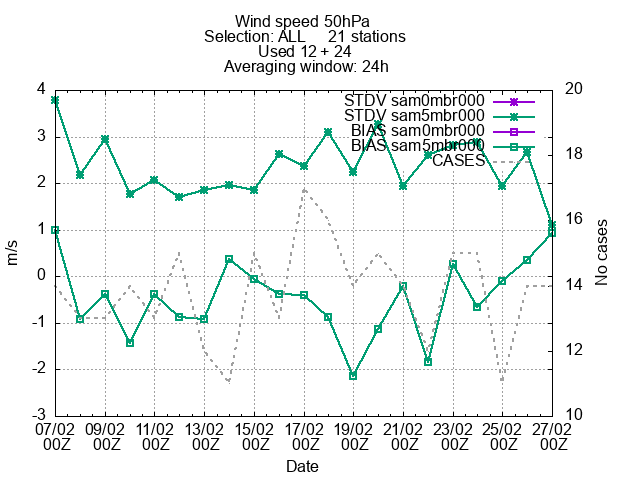 Wind speed 50hPa
Selection: ALL 21 stations
Used 12 + 24
Averaging window: 24h
STDV sam0mbr000
STDV sam5mbr000
BIAS sam0mbr000
BIAS sam5mbr000
CASES
4
3
2
1
0
-1
-2
-3
m/s
20
18
16
14
12
10
No cases
07/02 09/02 11/02 13/02 15/02 17/02 19/02 21/02 23/02 25/02 27/02
00Z 00Z 00Z 00Z 00Z 00Z 00Z 00Z 00Z 00Z 00Z
Date